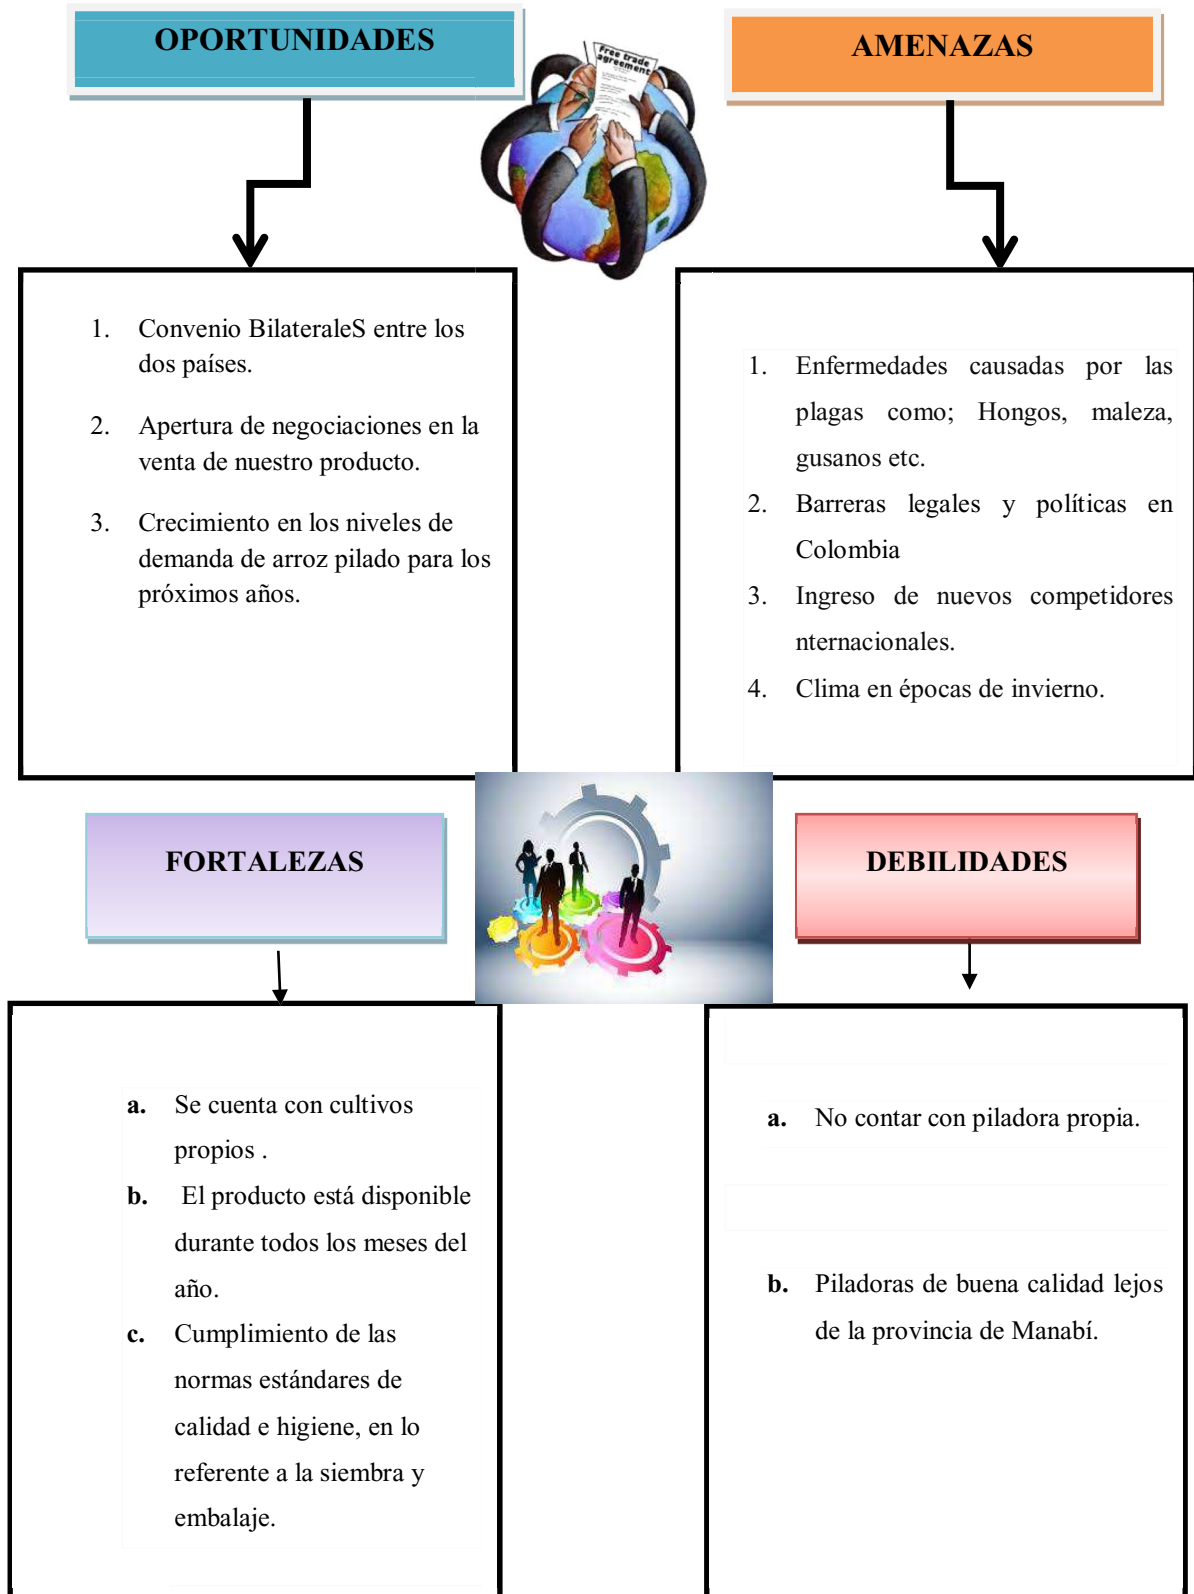 OPORTUNIDADES
Free trade
agreement
AMENAZAS
1. Convenio BilateraleS entre los
dos países.
2. Apertura de negociaciones en la
venta de nuestro producto.
3. Crecimiento en los niveles de
demanda de arroz pilado para los
próximos años.
1. Enfermedades causadas por las
plagas como; Hongos, maleza,
gusanos etc.
2. Barreras legales y políticas en
Colombia
3. Ingreso de nuevos competidores
nternacionales.
4. Clima en épocas de invierno.
FORTALEZAS
DEBILIDADES
a. Se cuenta con cultivos
propios .
b. El producto está disponible
durante todos los meses del
año.
c. Cumplimiento de las
normas estándares de
calidad e higiene, en lo
referente a la siembra y
embalaje.
a. No contar con piladora propia.
b. Piladoras de buena calidad lejos
de la provincia de Manabí.